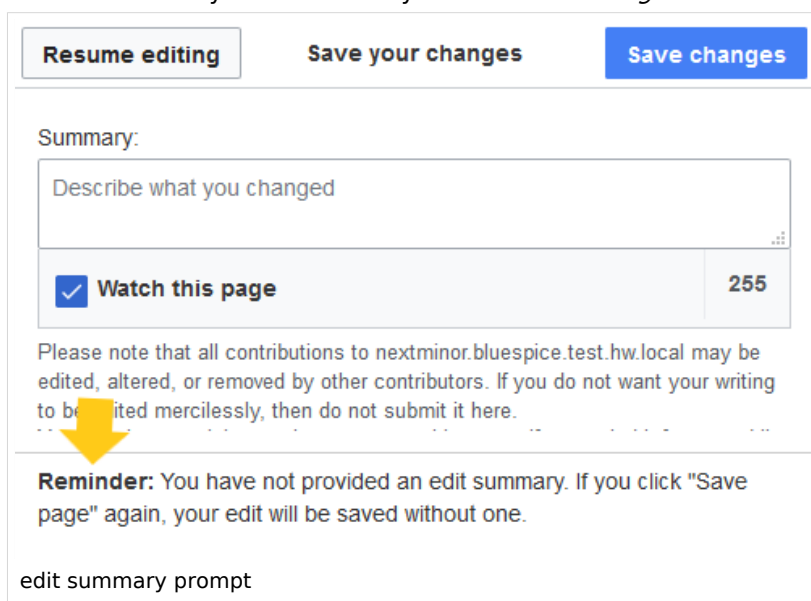 Resume editing Save your changes Save changes
Summary:
Describe what you changed
Watch this page 255
Please note that all contributions to nextminor.bluespice.test.hw.local may be
edited, altered, or removed by other contributors. If you do not want your writing
to be ited mercilessly, then do not submit it here.
Reminder: You have not provided an edit summary. If you click "Save
page" again, your edit will be saved without one.
edit summary prompt